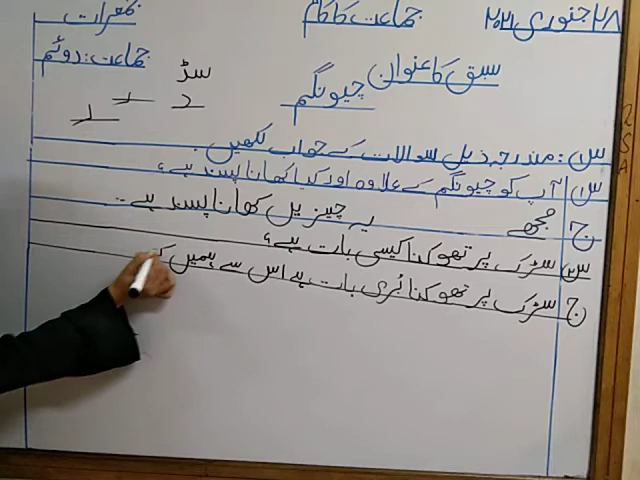 ۲۸ جنوری ۲۰۲۱ جماعت کا کام جمعرات
جماعت: دوئم
سبق کا عنوان چیونگم
سڑ
س: مندرجہ ذیل سوالات کے جواب لکھیں۔
س آپ کو چیونگم کے علاوہ اور کیا کھانا پسند ہے؟
ج مجھے یہ چیزیں کھانا پسند ہے۔
س سڑک پر تھوکنا کیسی بات ہے؟
ج سڑک پر تھوکنا بُری بات ہے اس سے ہمیں